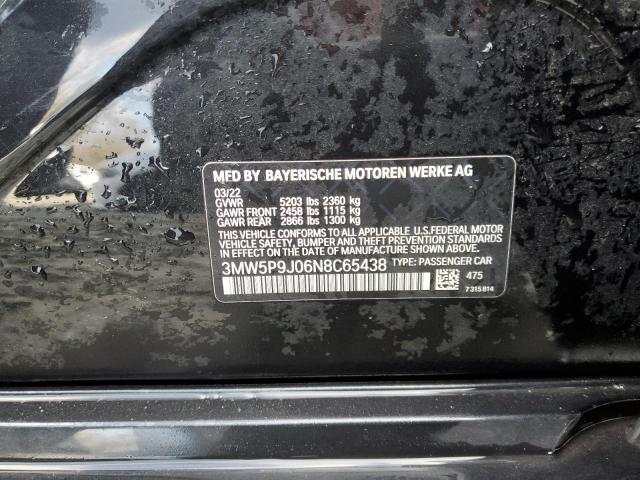 MFD BY BAYERISCHE MOTOREN WERKE AG
03/22
GVWR 5203 lbs 2360 kg
GAWR FRONT 2458 lbs 1115 kg
GAWR REAR 2866 lbs 1300 kg
THIS VEHICLE CONFORMS TO ALL APPLICABLE U.S.FEDERAL MOTOR
VEHICLE SAFETY, BUMPER, AND THEFT PREVENTION STANDARDS
IN EFFECT ON THE DATE OF MANUFACTURE SHOWN ABOVE.
3MW5P9J06N8C65438 TYPE: PASSENGER CAR
475
7315814